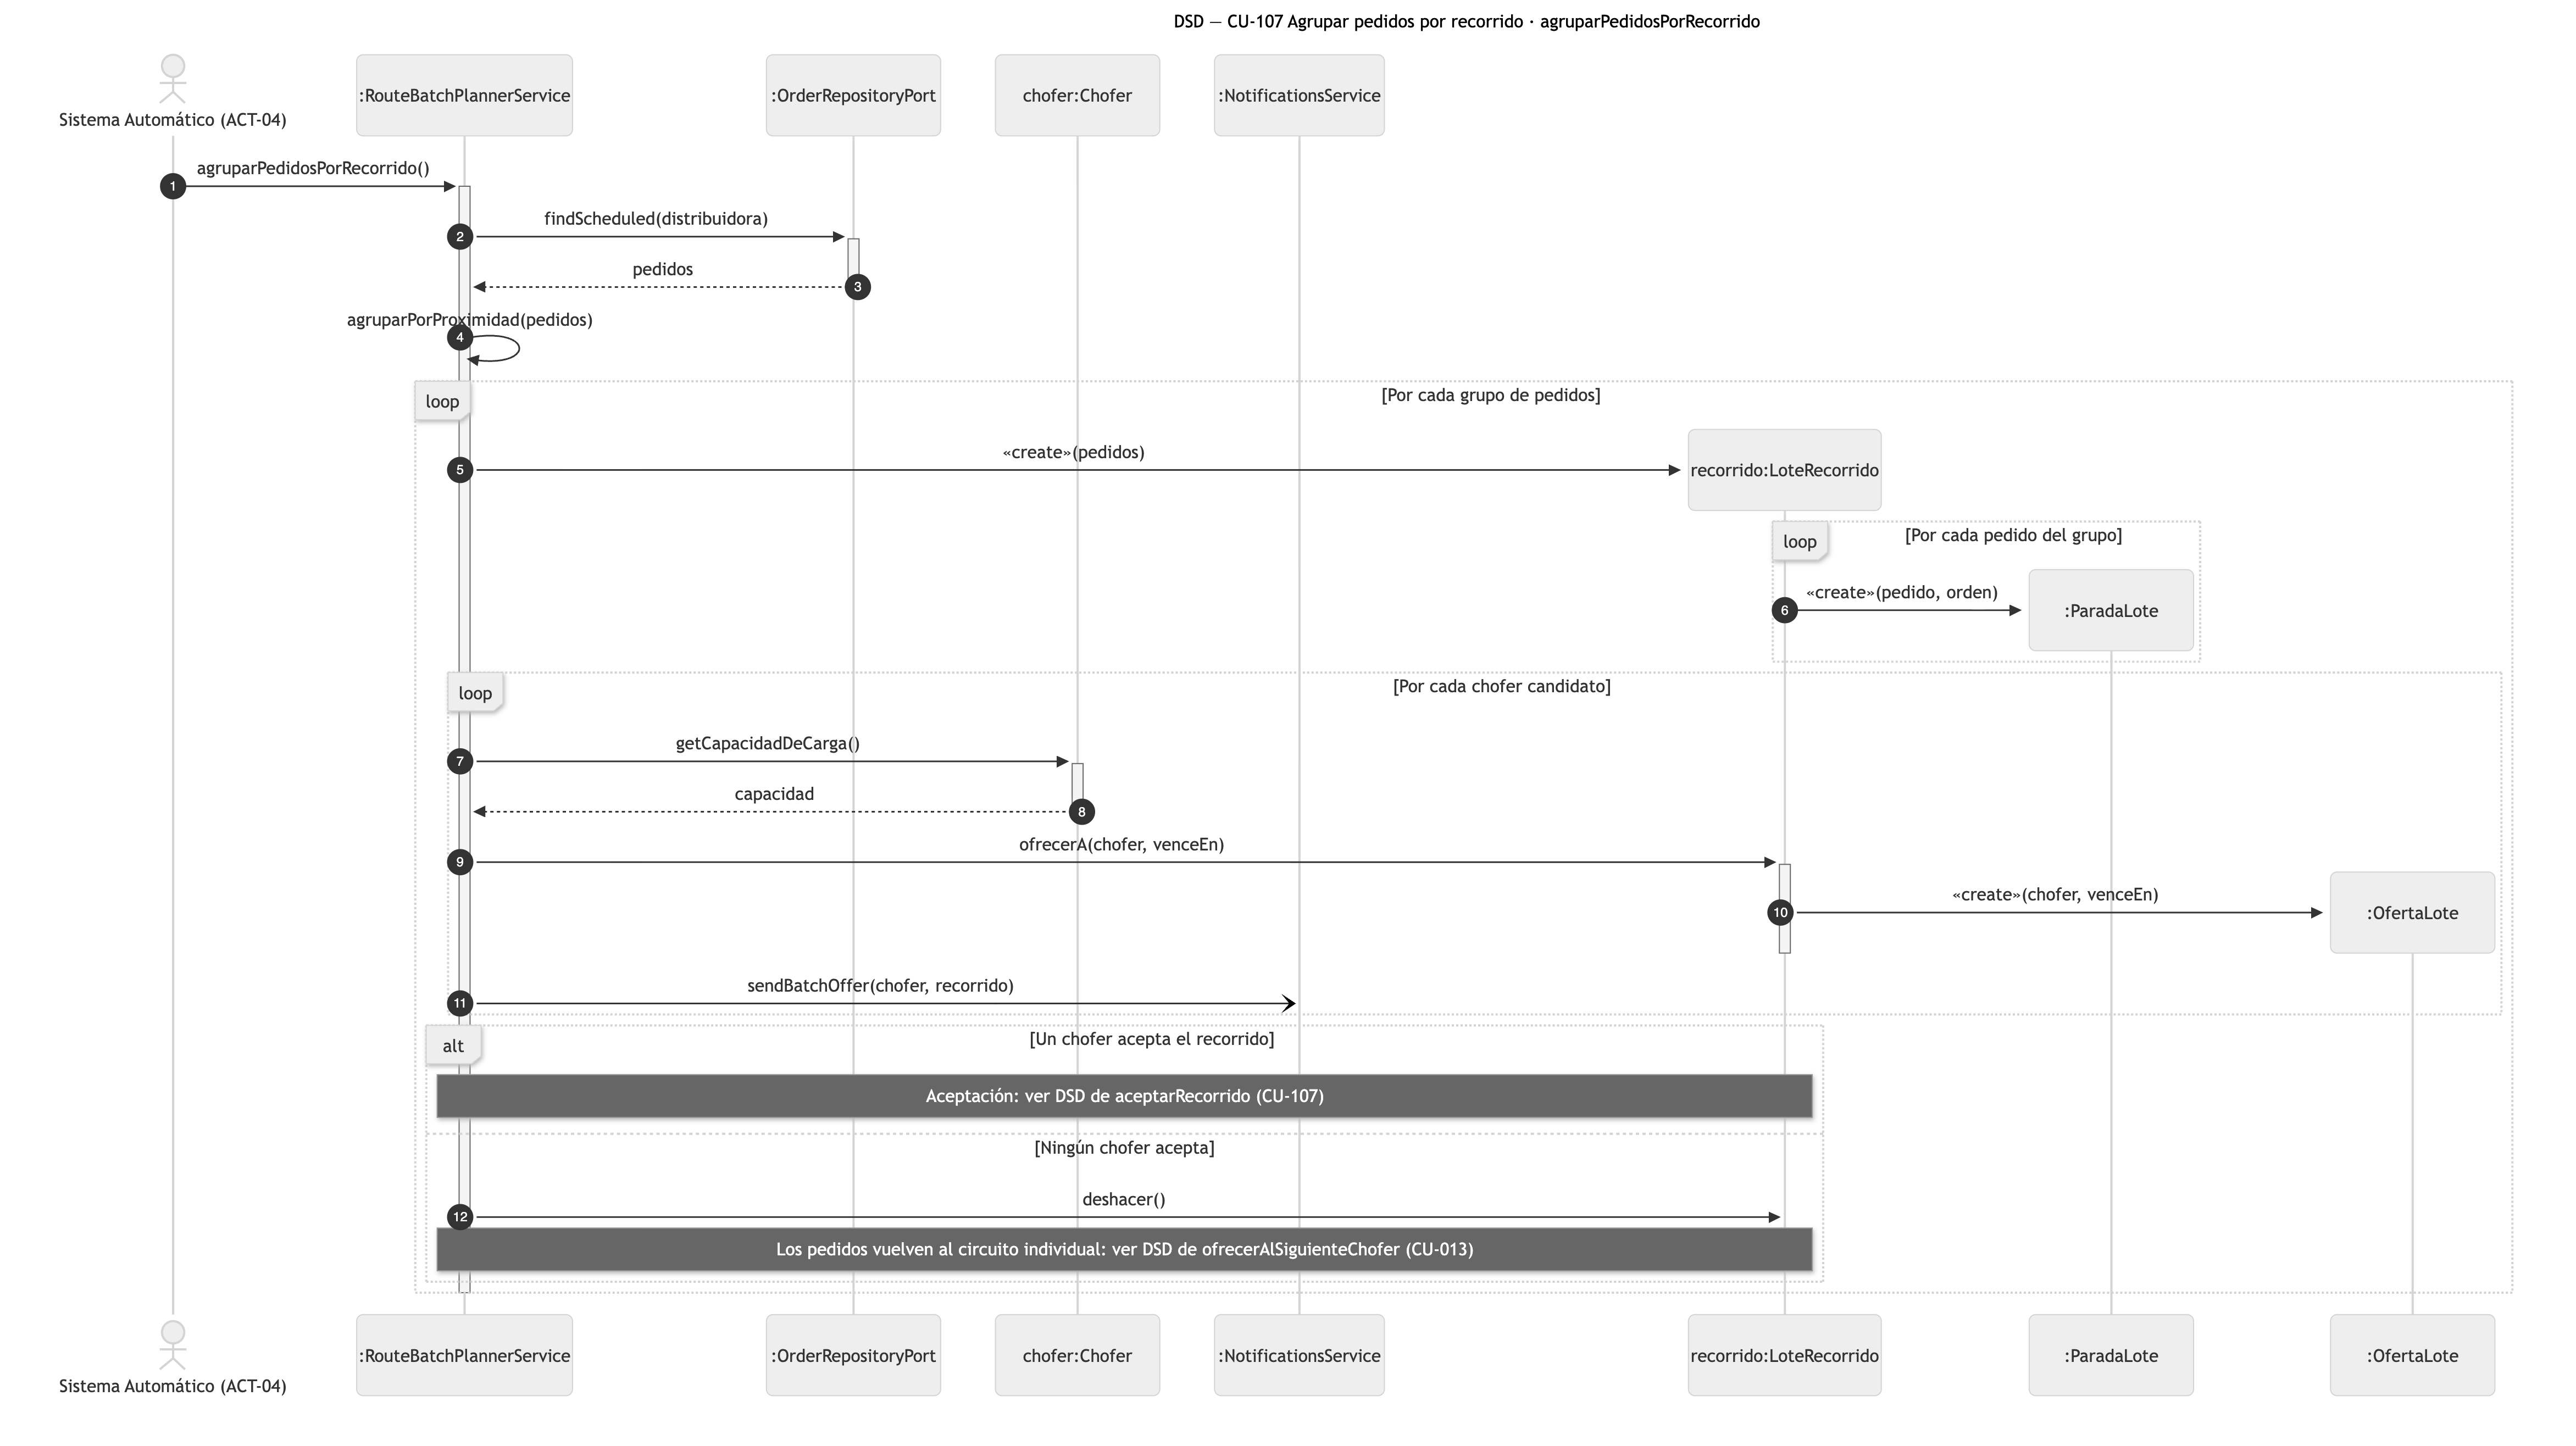 DSD — CU-107 Agrupar pedidos por recorrido · agruparPedidosPorRecorrido
Sistema Automático (ACT-04)
:RouteBatchPlannerService
:OrderRepositoryPort
chofer:Chofer
:NotificationsService
1
agruparPedidosPorRecorrido()
2
findScheduled(distribuidora)
pedidos
3
agruparPorProximidad(pedidos)
4
loop
[Por cada grupo de pedidos]
5
«create»(pedidos)
recorrido:LoteRecorrido
loop
[Por cada pedido del grupo]
6
«create»(pedido, orden)
:ParadaLote
loop
[Por cada chofer candidato]
7
getCapacidadDeCarga()
capacidad
8
9
ofrecerA(chofer, venceEn)
10
«create»(chofer, venceEn)
:OfertaLote
11
sendBatchOffer(chofer, recorrido)
alt
[Un chofer acepta el recorrido]
Aceptación: ver DSD de aceptarRecorrido (CU-107)
[Ningún chofer acepta]
12
deshacer()
Los pedidos vuelven al circuito individual: ver DSD de ofrecerAlSiguienteChofer (CU-013)
Sistema Automático (ACT-04)
:RouteBatchPlannerService
:OrderRepositoryPort
chofer:Chofer
:NotificationsService
recorrido:LoteRecorrido
:ParadaLote
:OfertaLote